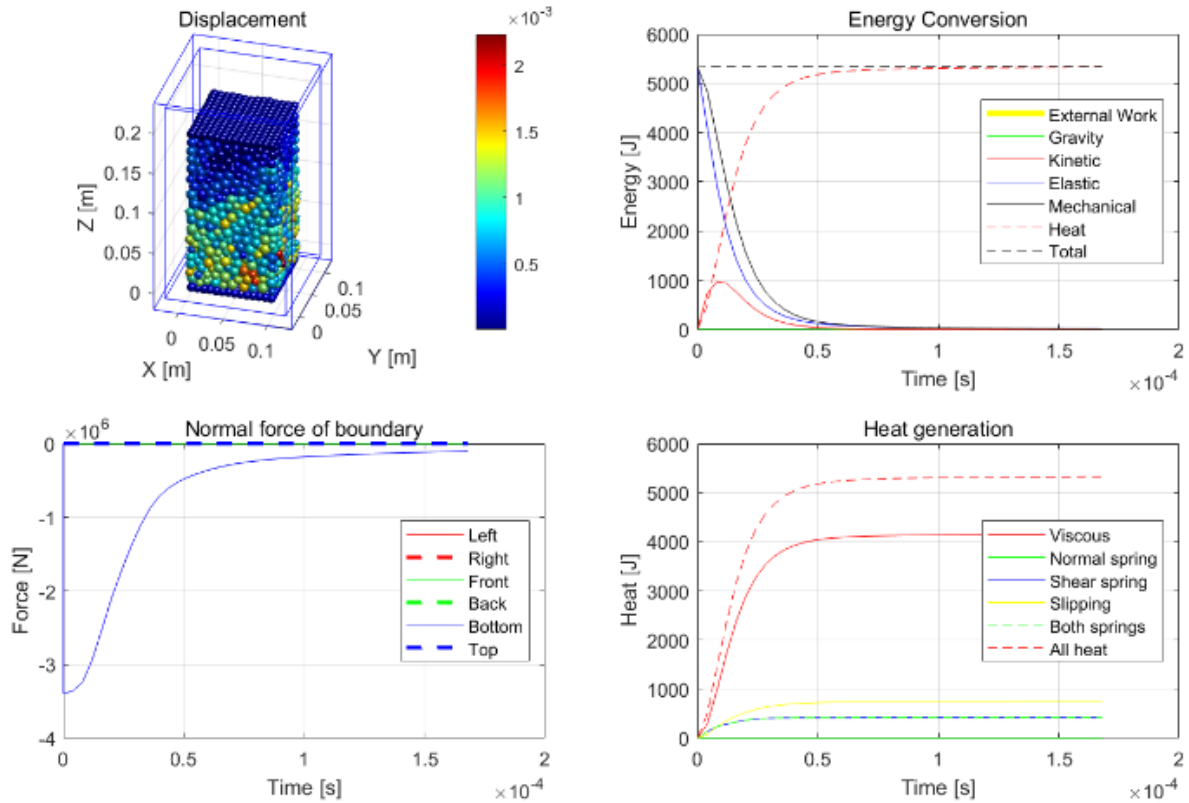 Displacement
×10-3
2
1.5
1
0.5
0.2
0.15
0.1
0.05
0
Z [m]
0
0.05
0.1
X [m]
0
0.05
0.1
Y [m]
Energy Conversion
6000
5000
4000
3000
2000
1000
0
Energy [J]
External Work
Gravity
Kinetic
Elastic
Mechanical
Heat
Total
0 0.5 1 1.5 2
Time [s]
×10-4
×106
Normal force of boundary
0
-1
-2
-3
-4
Force [N]
Left
Right
Front
Back
Bottom
Top
0 0.5 1 1.5 2
Time [s]
×10-4
Heat generation
6000
5000
4000
3000
2000
1000
0
Heat [J]
Viscous
Normal spring
Shear spring
Slipping
Both springs
All heat
0 0.5 1 1.5 2
Time [s]
×10-4